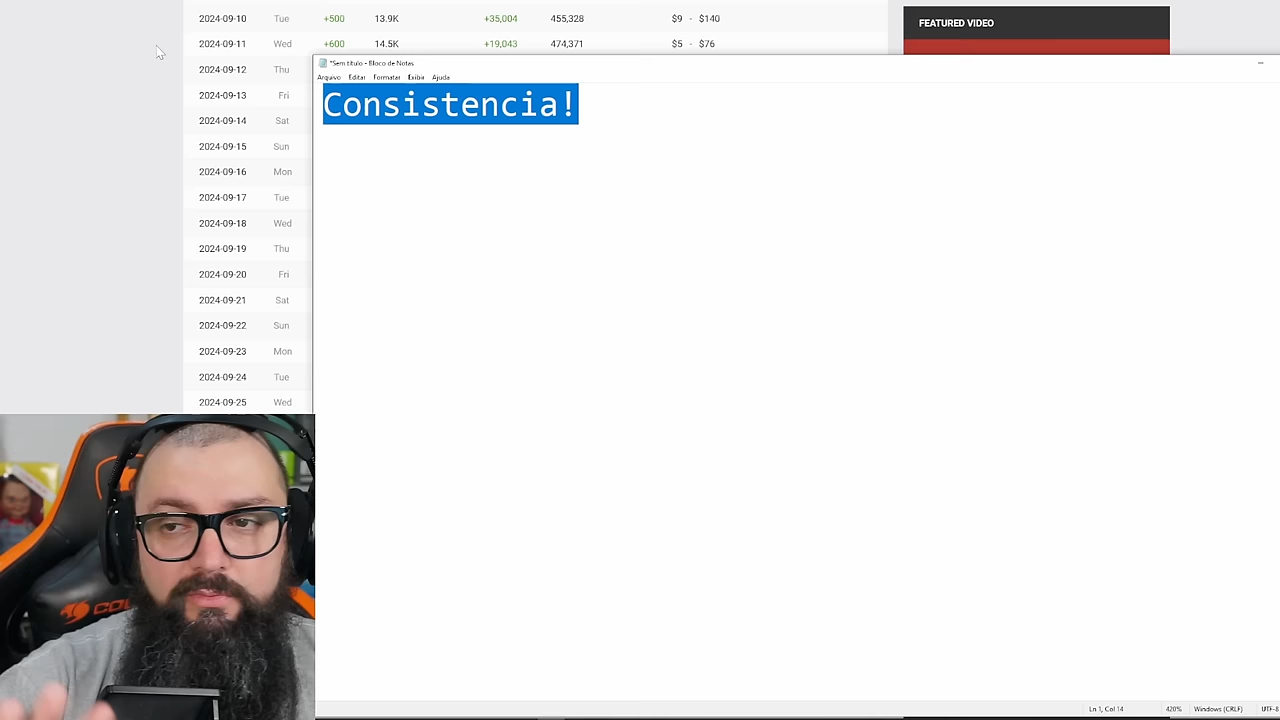 2024-09-10 Tue +500 13.9K +35,004 455,328 $9 - $140
FEATURED VIDEO
2024-09-11 Wed +600 14.5K +19,043 474,371 $5 - $76
2024-09-12 Thu
*Sem título - Bloco de Notas
Arquivo Editar Formatar Exibir Ajuda
2024-09-13 Fri
Consistencia!
2024-09-14 Sat
2024-09-15 Sun
2024-09-16 Mon
2024-09-17 Tue
2024-09-18 Wed
2024-09-19 Thu
2024-09-20 Fri
2024-09-21 Sat
2024-09-22 Sun
2024-09-23 Mon
2024-09-24 Tue
2024-09-25 Wed
Ln 1, Col 14 420% Windows (CRLF) UTF-8